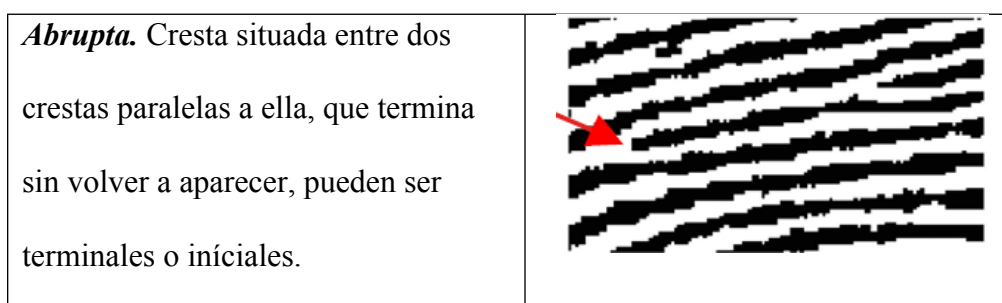 Abrupta. Cresta situada entre dos
crestas paralelas a ella, que termina
sin volver a aparecer, pueden ser
terminales o iníciales.